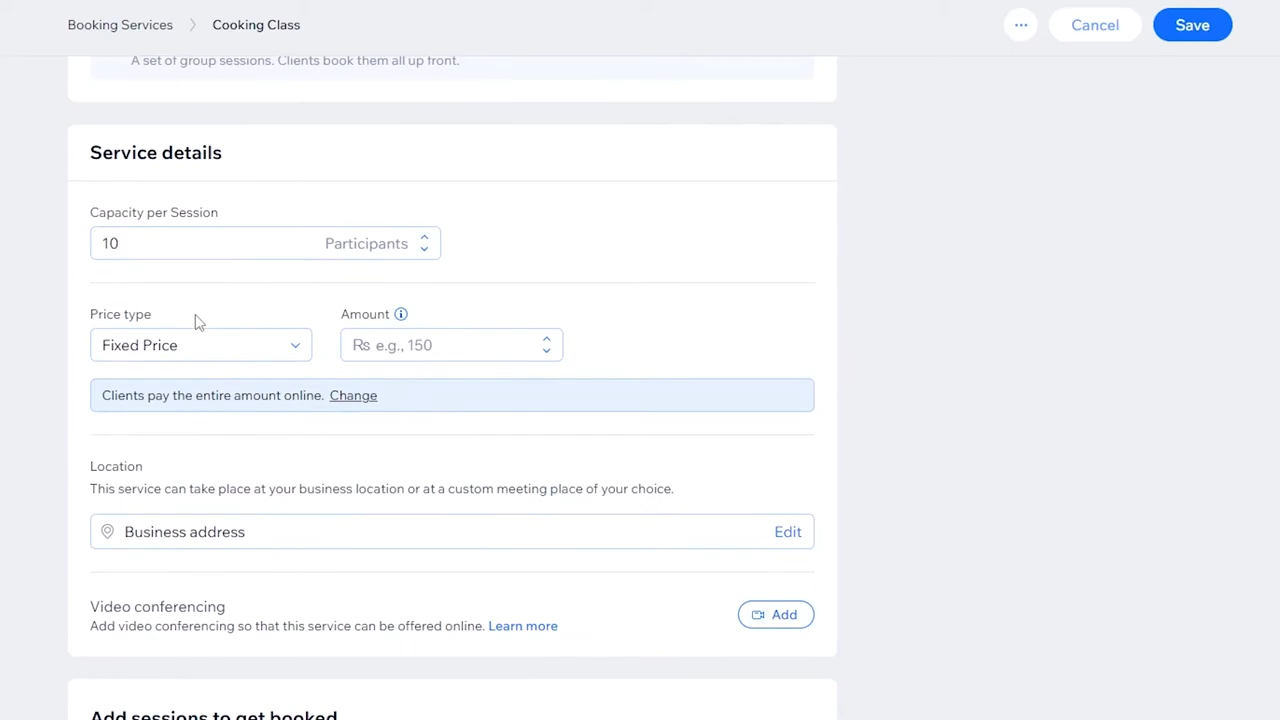 Booking Services > Cooking Class
... Cancel Save
A set of group sessions. Clients book them all up front.
Service details
Capacity per Session
10 Participants
Price type
Amount
Fixed Price
₨ e.g., 150
Clients pay the entire amount online. Change
Location
This service can take place at your business location or at a custom meeting place of your choice.
Business address Edit
Video conferencing
Add video conferencing so that this service can be offered online. Learn more
Add
Add sessions to get booked